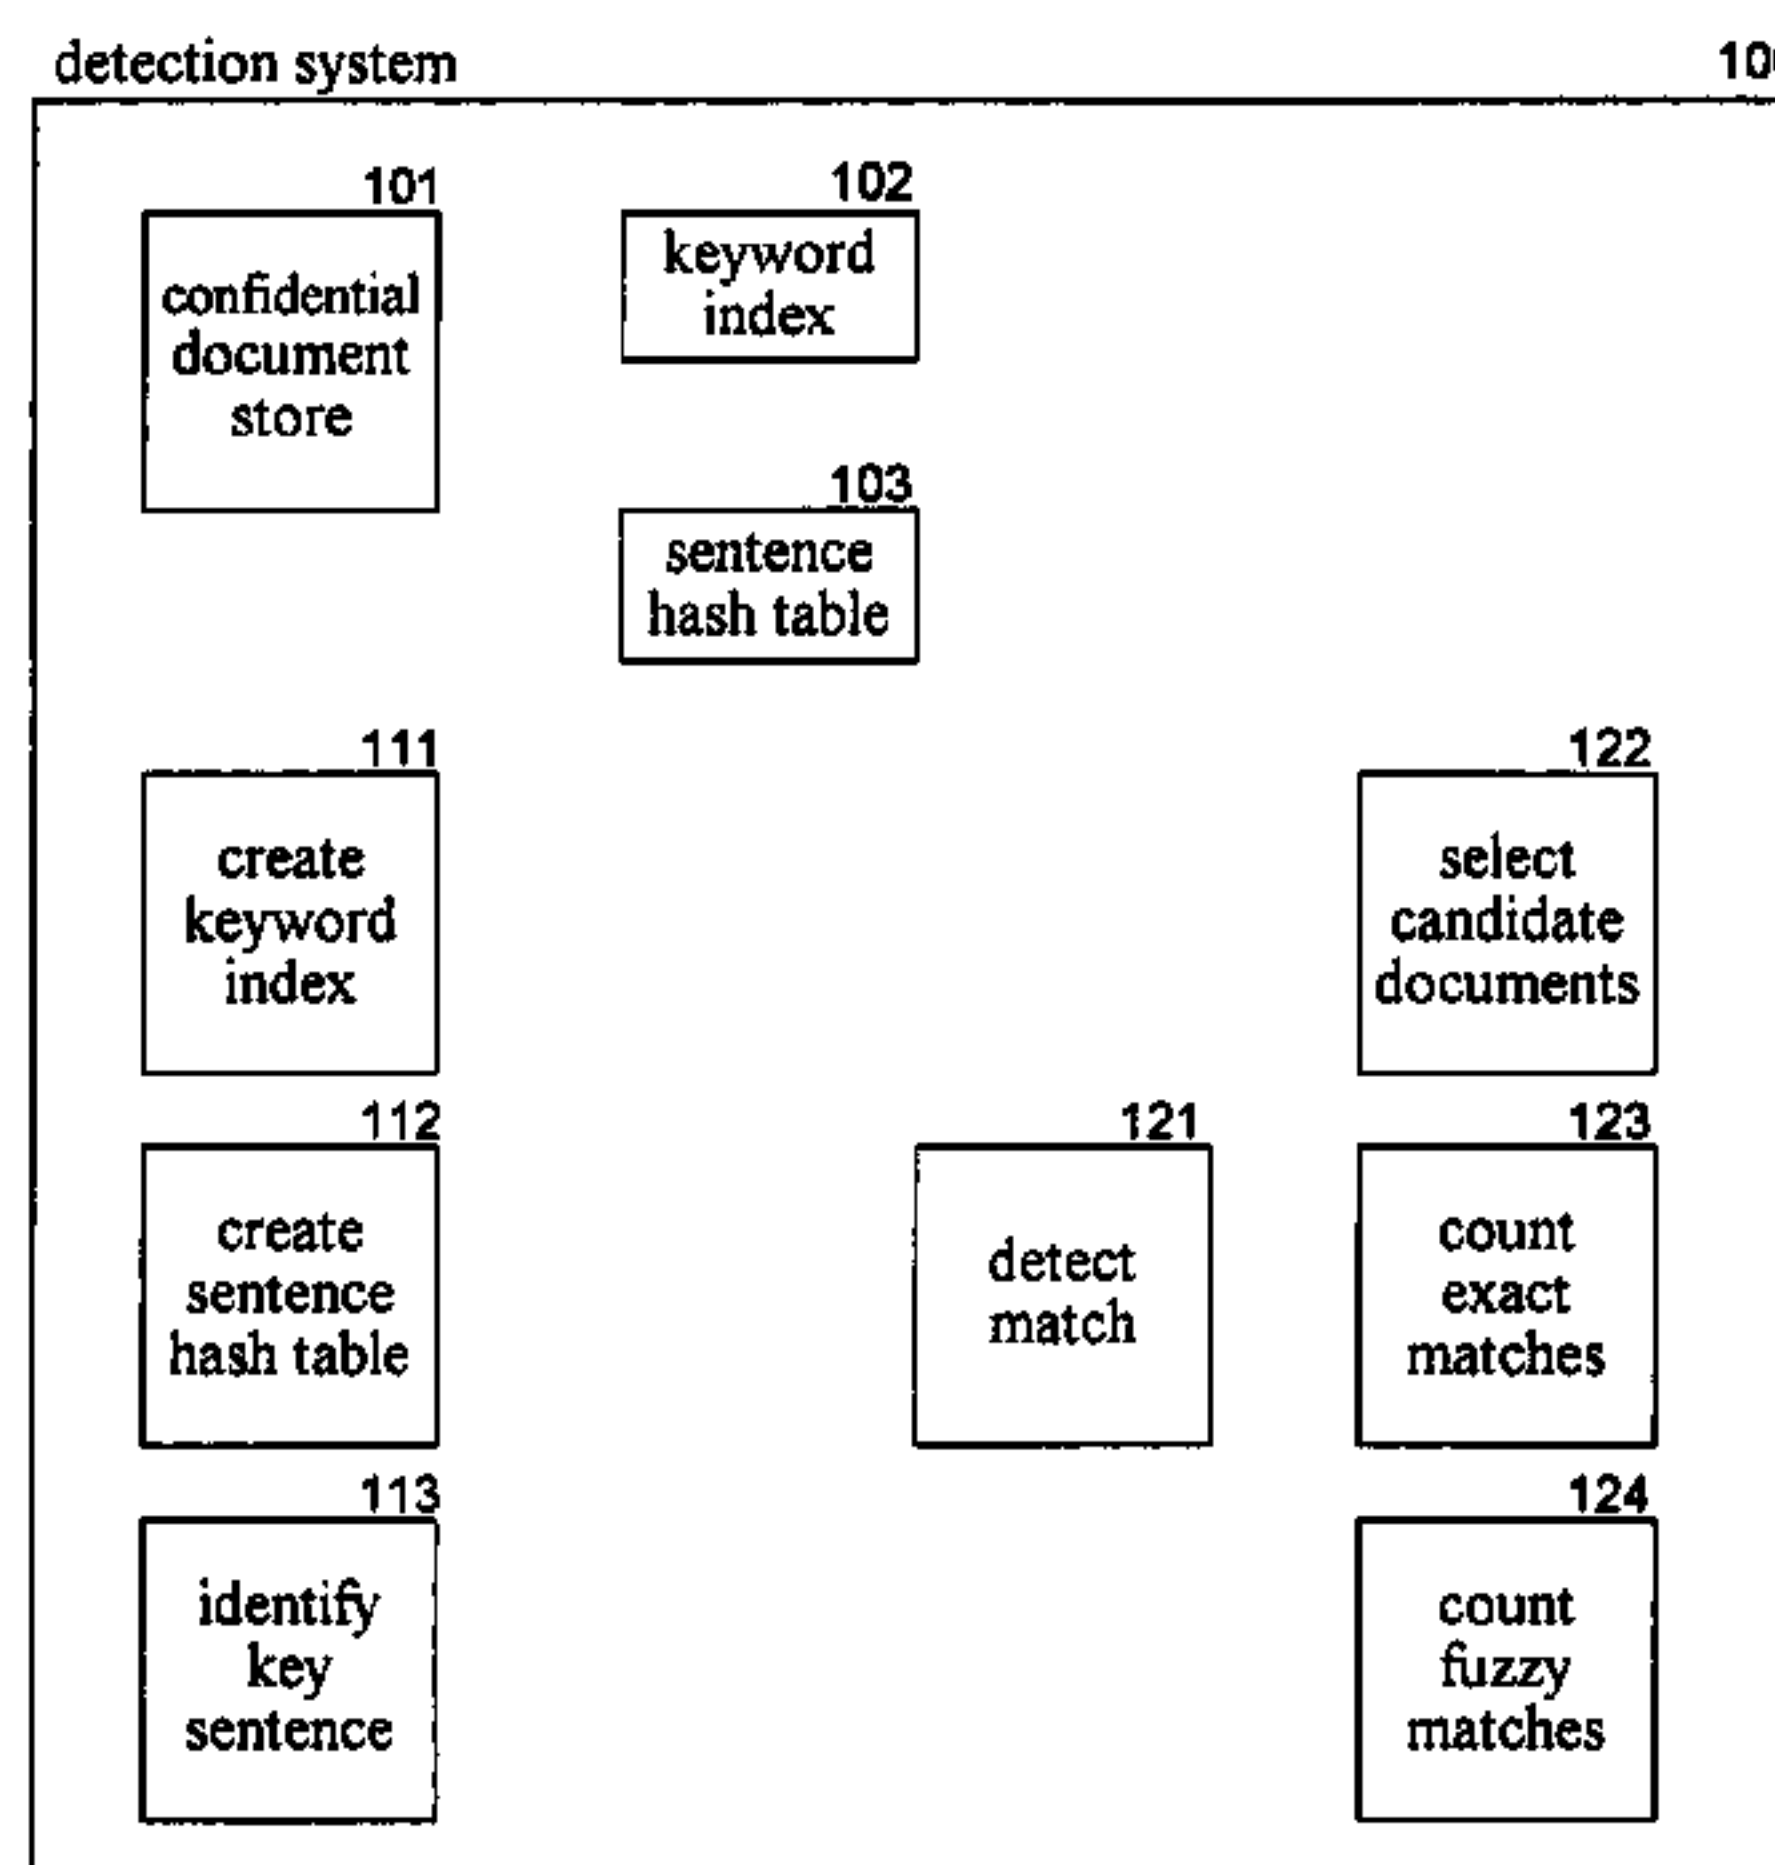 detection system
101
confidential
document
store
102
keyword
index
103
sentence
hash table
111
create
keyword
index
112
create
sentence
hash table
113
identify
key
sentence
121
detect
match
122
select
candidate
documents
123
count
exact
matches
124
count
fuzzy
matches